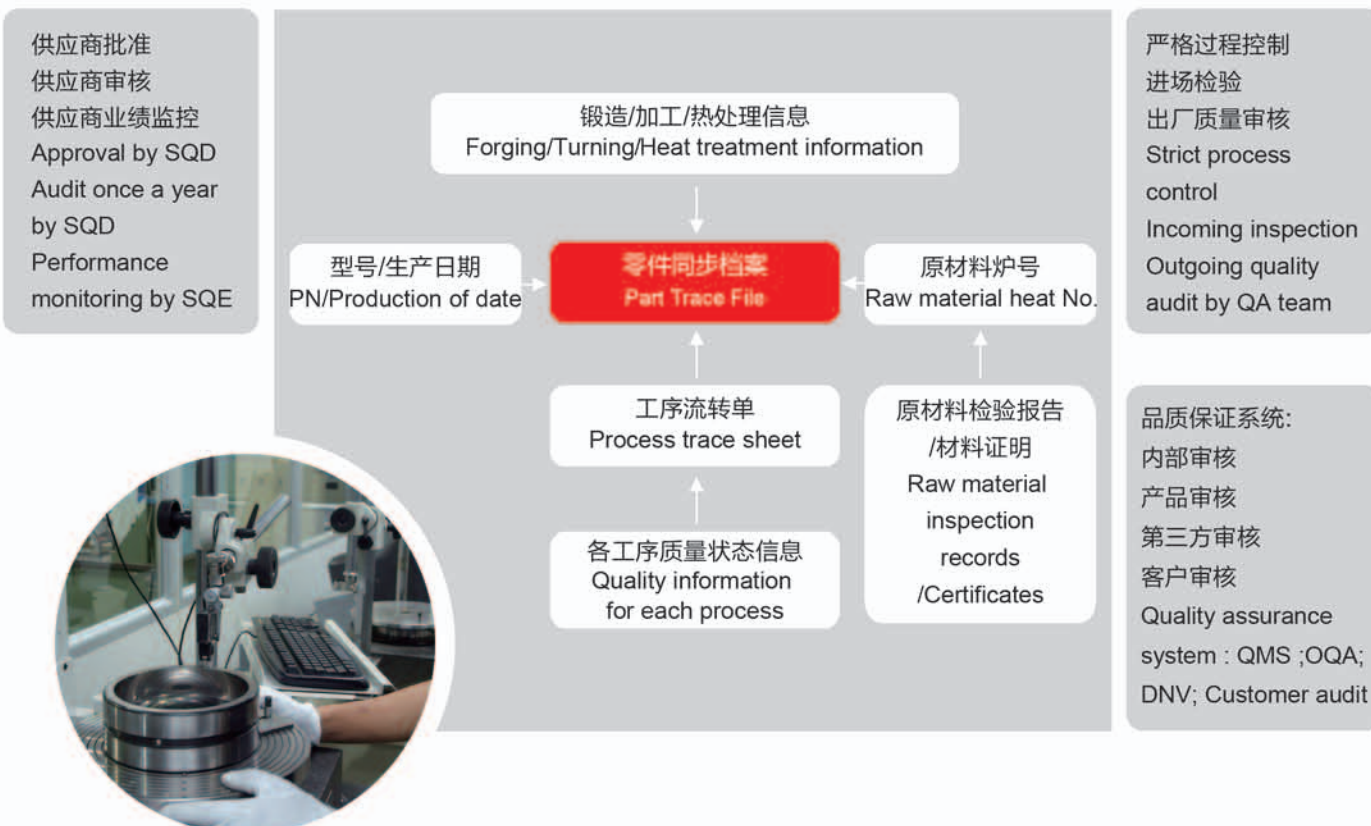 供应商批准
供应商审核
供应商业绩监控
Approval by SQD
Audit once a year
by SQD
Performance
monitoring by SQE
锻造/加工/热处理信息
Forging/Turning/Heat treatment information
型号/生产日期
PN/Production of date
零件同步档案
Part Trace File
原材料炉号
Raw material heat No.
工序流转单
Process trace sheet
各工序质量状态信息
Quality information
for each process
原材料检验报告
/材料证明
Raw material
inspection
records
/Certificates
严格过程控制
进场检验
出厂质量审核
Strict process
control
Incoming inspection
Outgoing quality
audit by QA team
品质保证系统:
内部审核
产品审核
第三方审核
客户审核
Quality assurance
system : QMS ;OQA;
DNV; Customer audit